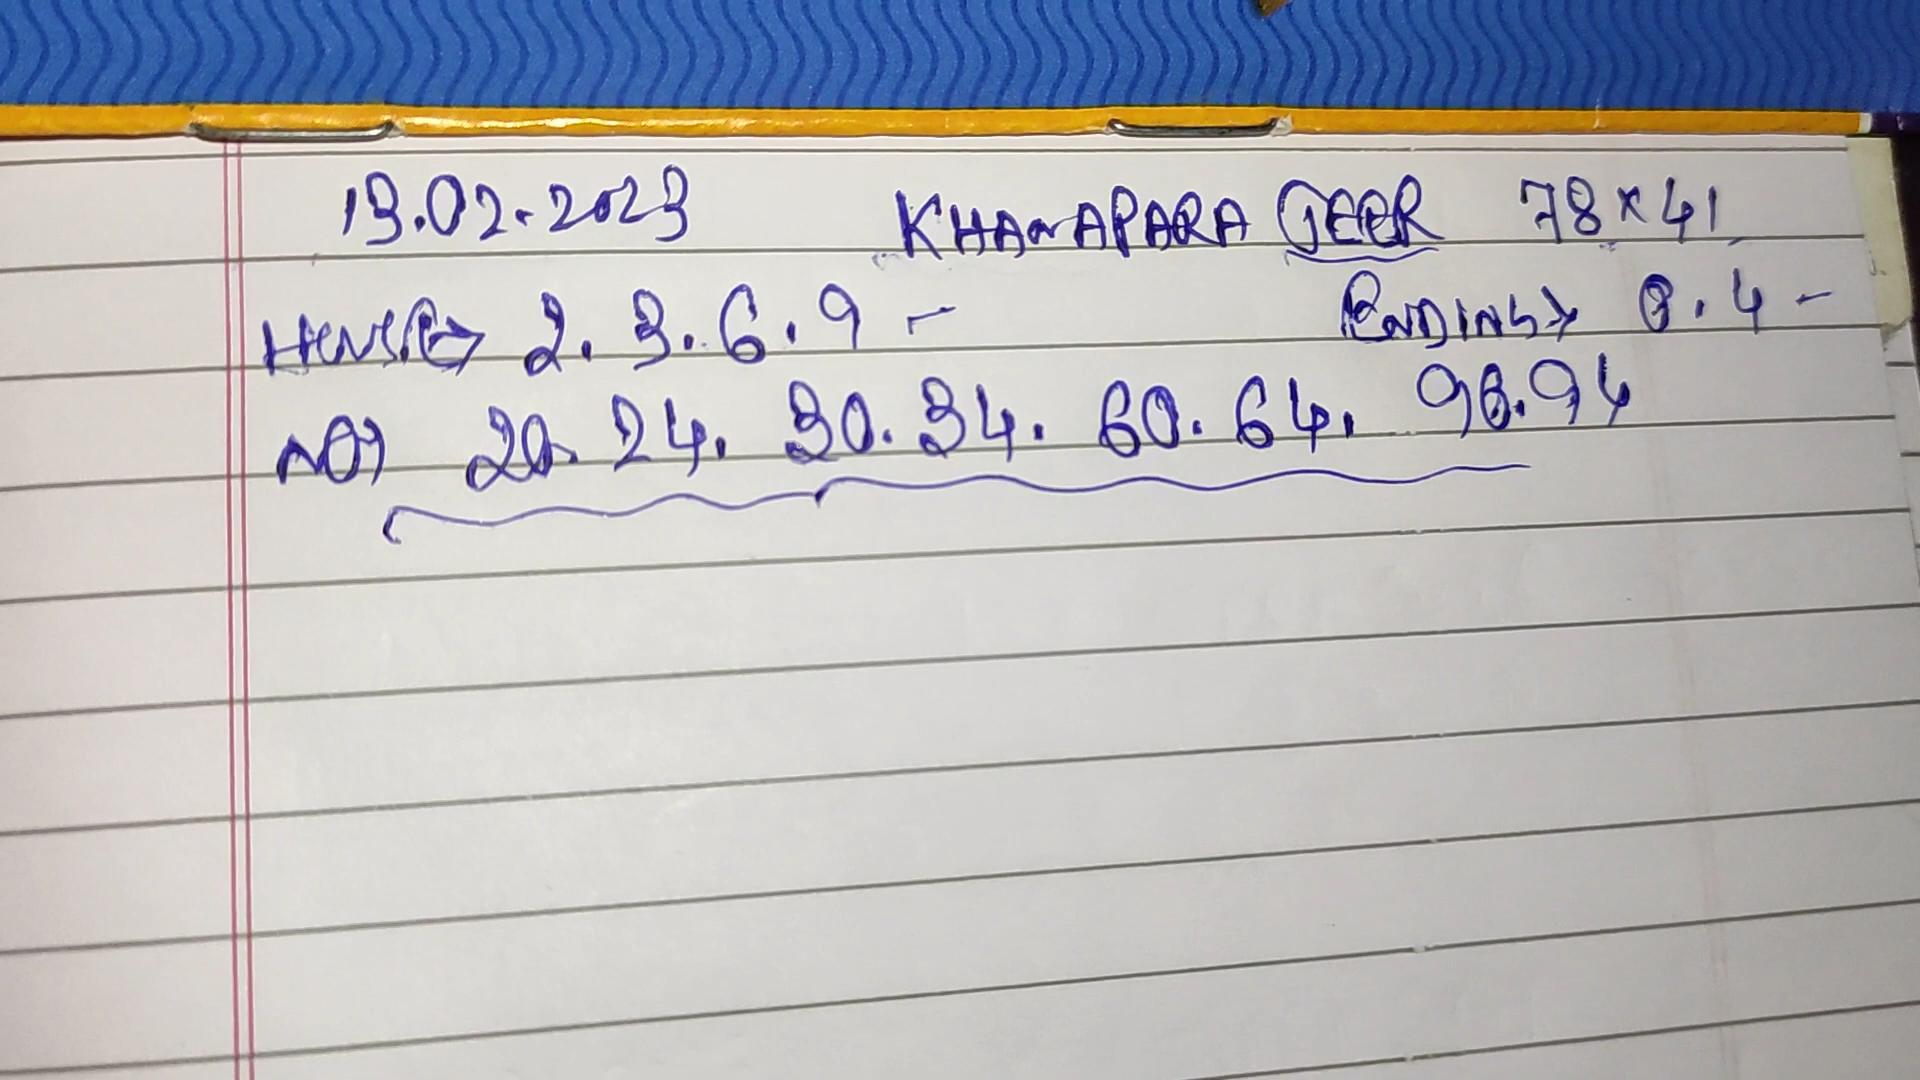 13.02.2023 KHANAPARA TEER 78×41
HOUSE→ 2. 3. 6. 9 -
ENDING→ 0. 4 -
NO→ 20. 24. 30. 34. 60. 64. 90. 94